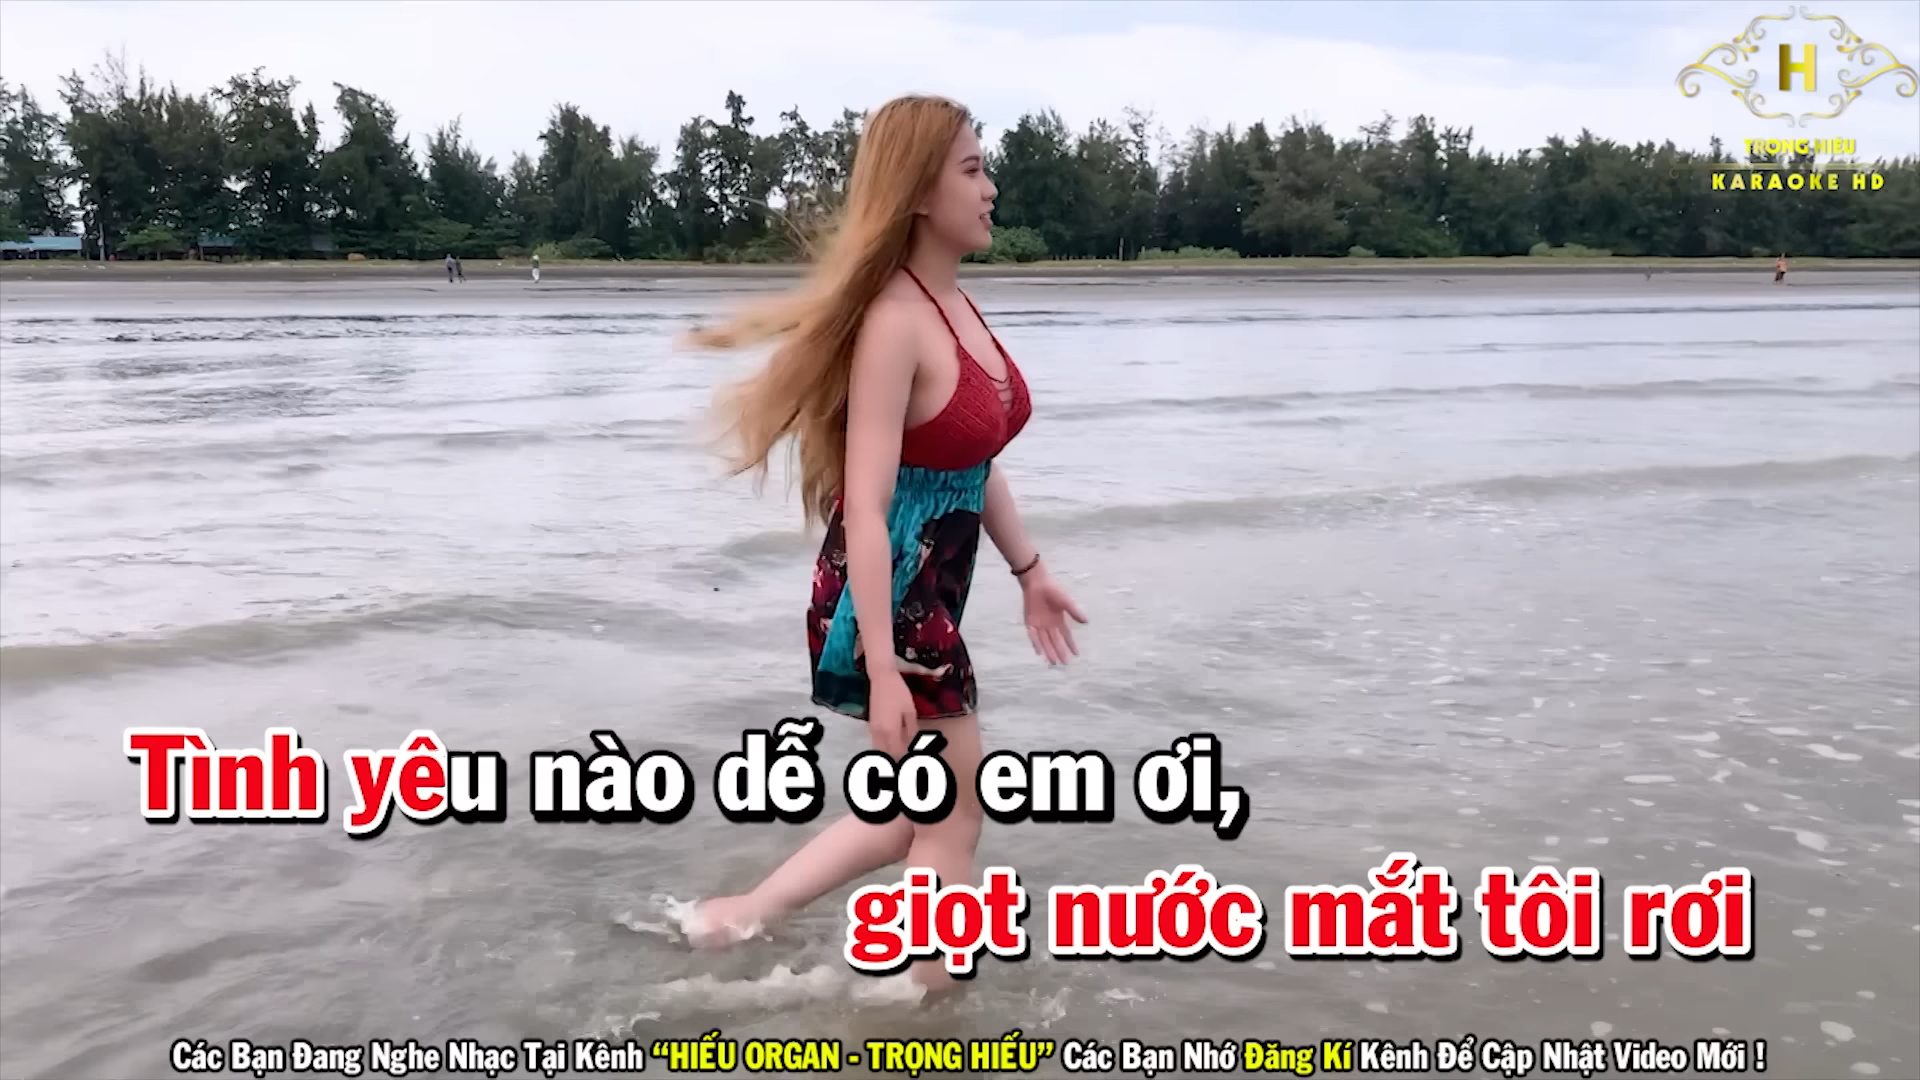 H
TRỌNG HIẾU
KARAOKE HD
Tình yêu nào dễ có em ơi,
giọt nước mắt tôi rơi
Các Bạn Đang Nghe Nhạc Tại Kênh “HIẾU ORGAN - TRỌNG HIẾU” Các Bạn Nhớ Đăng Kí Kênh Để Cập Nhật Video Mới !